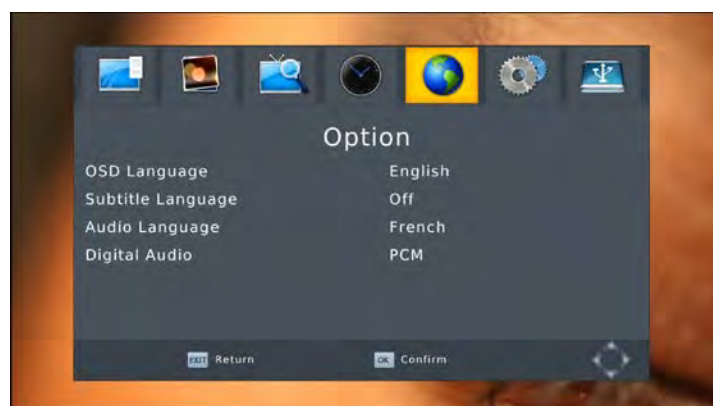 Option
OSD Language English
Subtitle Language Off
Audio Language French
Digital Audio PCM
EXIT Return OK Confirm